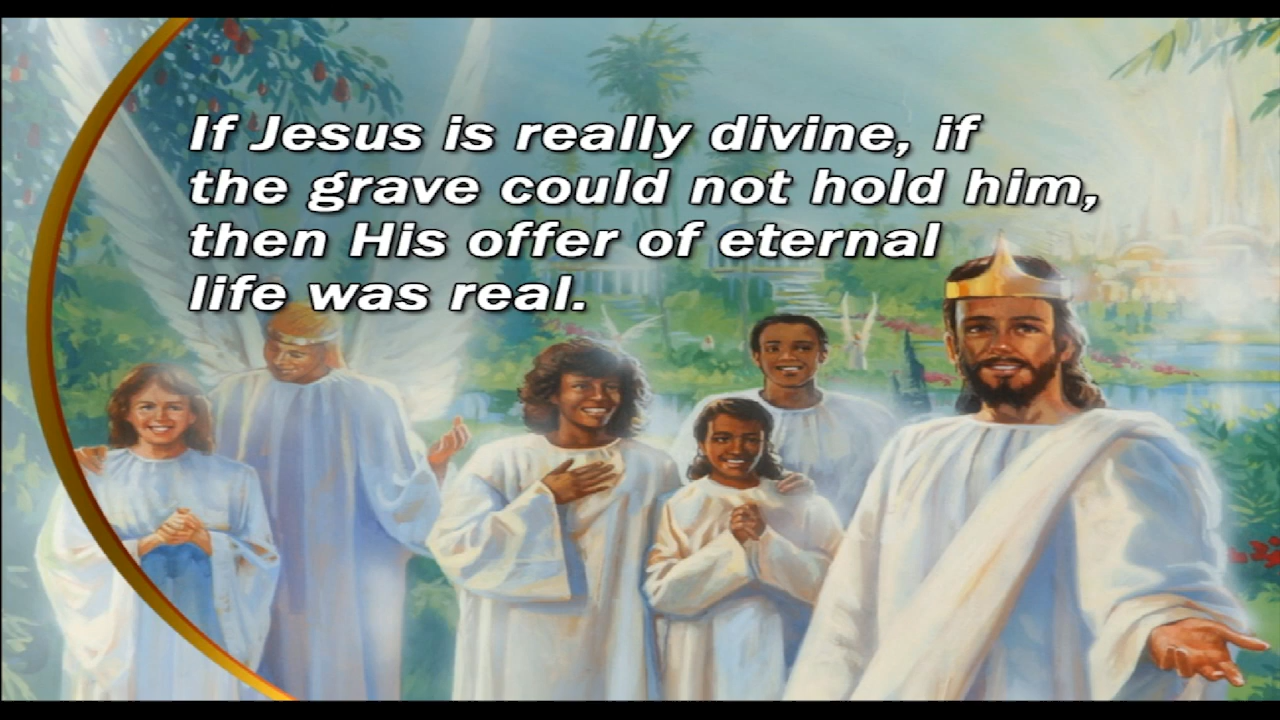 If Jesus is really divine, if
the grave could not hold him,
then His offer of eternal
life was real.